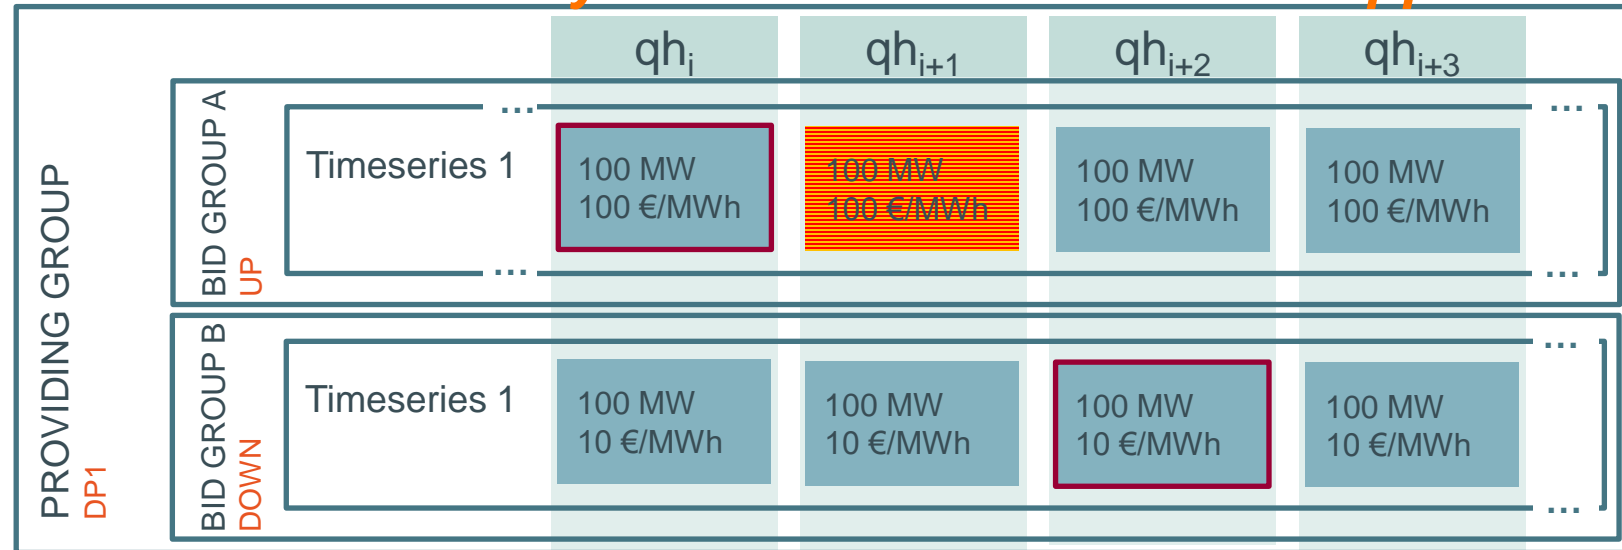 qhi qhi+1 qhi+2 qhi+3
PROVIDING GROUP
DP1
BID GROUP A
UP
... ...
Timeseries 1
100 MW 100 MW 100 MW 100 MW
100 €/MWh 100 €/MWh 100 €/MWh 100 €/MWh
... ...
BID GROUP B
DOWN
...
Timeseries 1
100 MW 100 MW 100 MW 100 MW
10 €/MWh 10 €/MWh 10 €/MWh 10 €/MWh
...